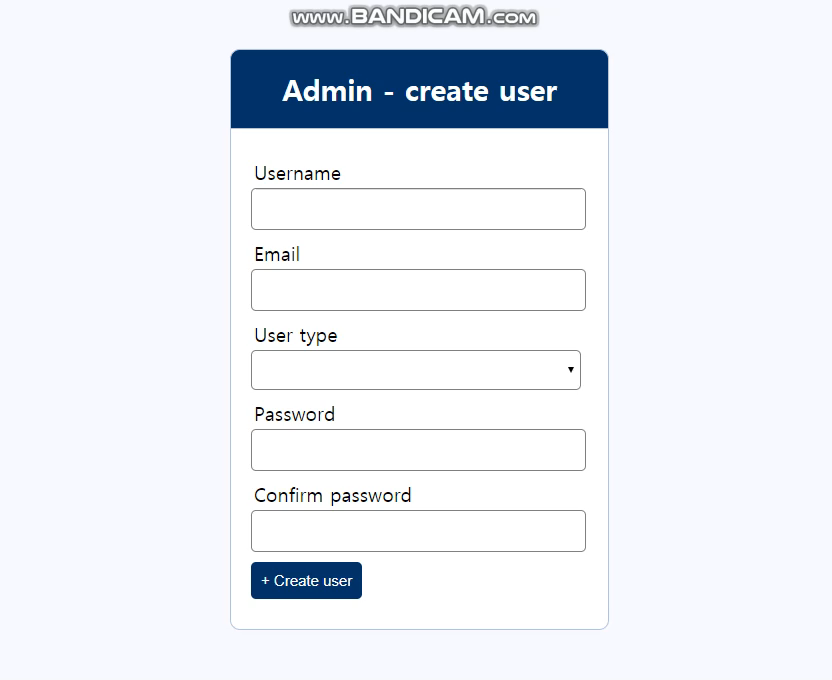 www.BANDICAM.com
Admin - create user
Username
Email
User type
Password
Confirm password
+ Create user